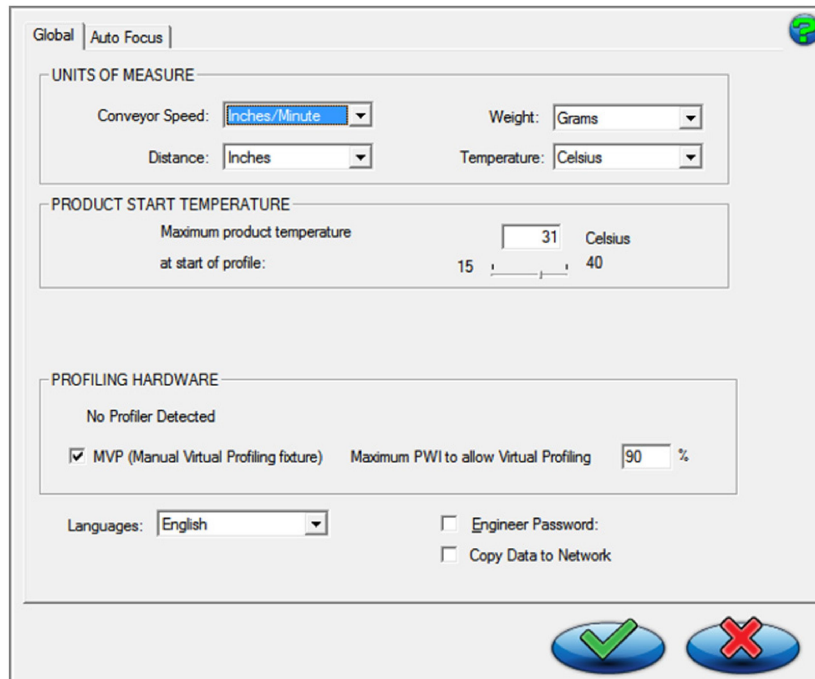 Global Auto Focus
?
UNITS OF MEASURE
Conveyor Speed: Inches/Minute Weight: Grams
Distance: Inches Temperature: Celsius
PRODUCT START TEMPERATURE
Maximum product temperature 31 Celsius
at start of profile: 15 40
PROFILING HARDWARE
No Profiler Detected
MVP (Manual Virtual Profiling fixture) Maximum PWI to allow Virtual Profiling 90 %
Languages: English Engineer Password:
Copy Data to Network